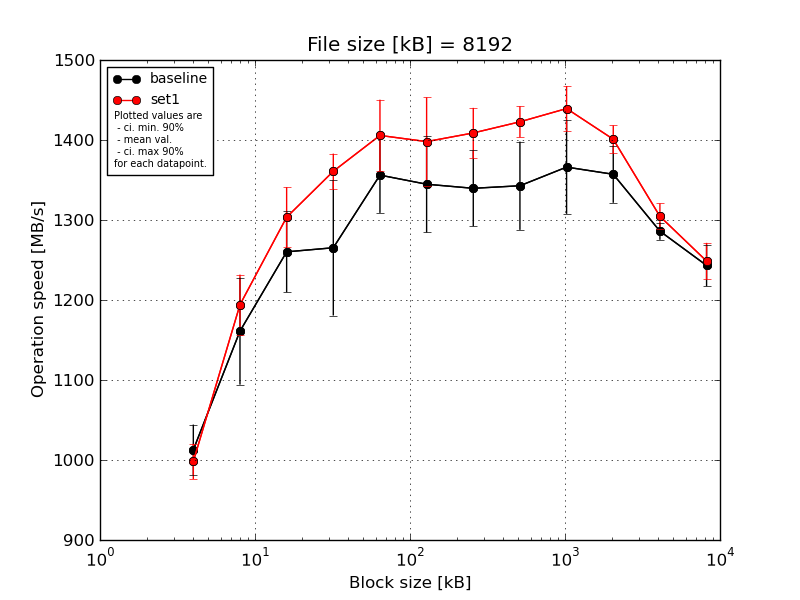 File size [kB] = 8192
baseline
set1
Plotted values are
- ci. min. 90%
- mean val.
- ci. max 90%
for each datapoint.
1500
1400
1300
1200
1100
1000
900
Operation speed [MB/s]
10^0 10^1 10^2 10^3 10^4
Block size [kB]